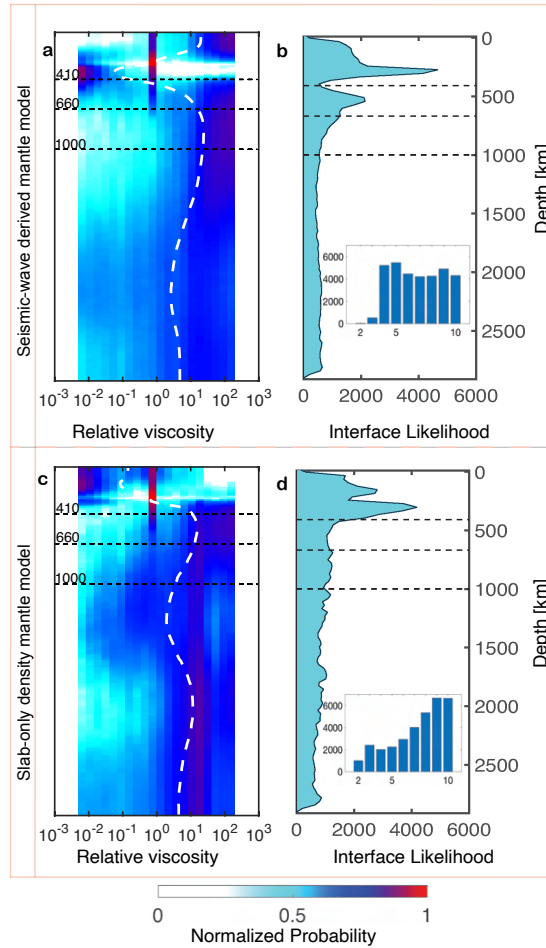 Seismic-wave derived mantle model
a
410
660
1000
10-3 10-2 10-1 100 101 102 103
Relative viscosity
b
0
500
1000
1500
2000
2500
Depth [km]
6000
4000
2000
0
2 5 10
0 2000 4000 6000
Interface Likelihood
Slab-only density mantle model
c
410
660
1000
10-3 10-2 10-1 100 101 102 103
Relative viscosity
d
0
500
1000
1500
2000
2500
Depth [km]
6000
4000
2000
0
2 5 10
0 2000 4000 6000
Interface Likelihood
0 0.5 1
Normalized Probability